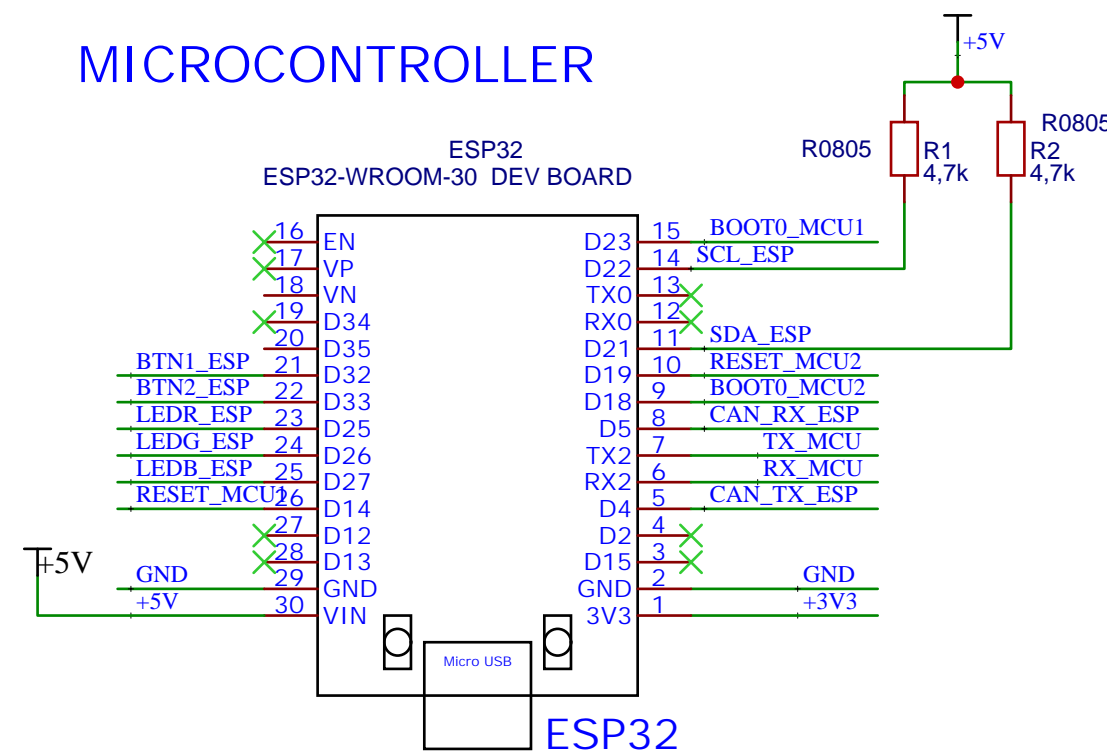 MICROCONTROLLER
+5V
R0805
R1
4,7k
R0805
R2
4,7k
ESP32
ESP32-WROOM-30 DEV BOARD
16 EN
17 VP
18 VN
19 D34
20 D35
BTN1_ESP 21 D32
BTN2_ESP 22 D33
LEDR_ESP 23 D25
LEDG_ESP 24 D26
LEDB_ESP 25 D27
RESET_MCU1 26 D14
27 D12
28 D13
+5V
GND 29 GND
+5V 30 VIN
D23 15 BOOT0_MCU1
D22 14 SCL_ESP
TX0 13
RX0 12
D21 11 SDA_ESP
D19 10 RESET_MCU2
D18 9 BOOT0_MCU2
D5 8 CAN_RX_ESP
TX2 7 TX_MCU
RX2 6 RX_MCU
D4 5 CAN_TX_ESP
D2 4
D15 3
GND 2 GND
3V3 1 +3V3
Micro USB
ESP32